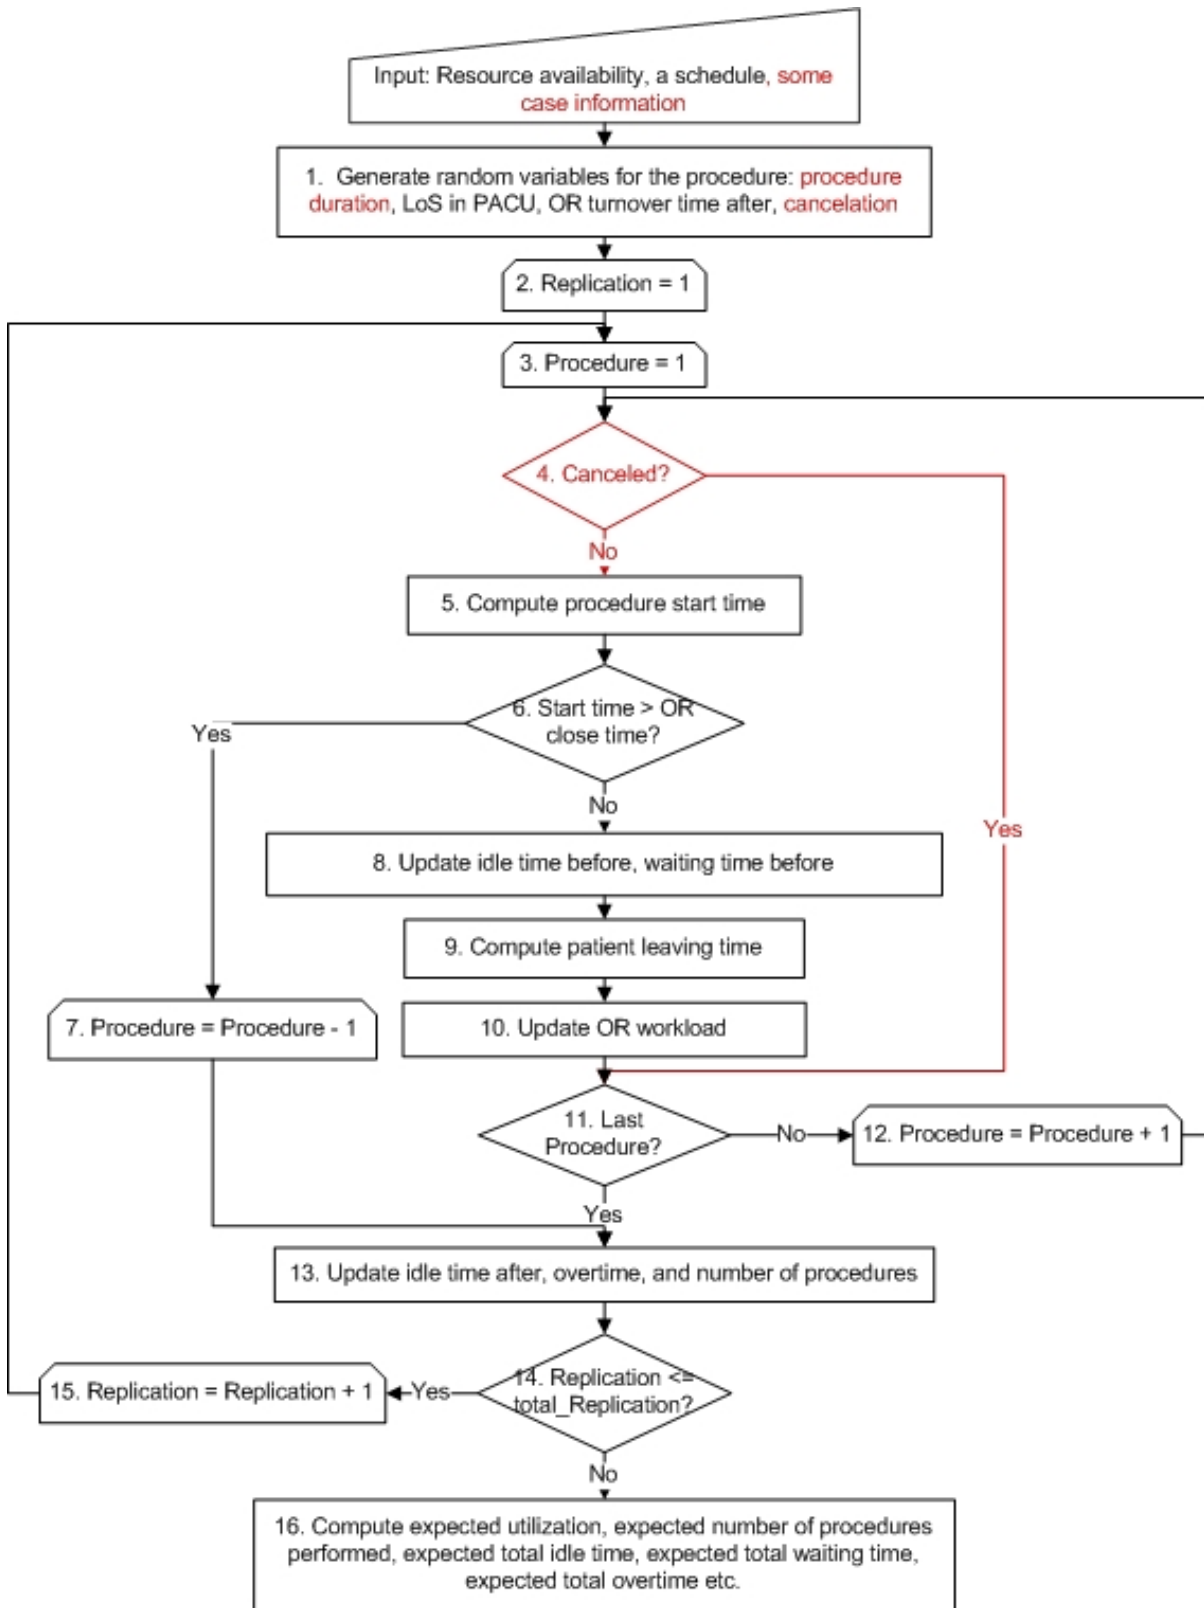 Input: Resource availability, a schedule, some
case information
1. Generate random variables for the procedure: procedure
duration, LoS in PACU, OR turnover time after, cancelation
2. Replication = 1
3. Procedure = 1
4. Canceled?
No
5. Compute procedure start time
6. Start time > OR
close time?
Yes
No
Yes
8. Update idle time before, waiting time before
9. Compute patient leaving time
7. Procedure = Procedure - 1
10. Update OR workload
11. Last
Procedure?
No
12. Procedure = Procedure + 1
Yes
13. Update idle time after, overtime, and number of procedures
14. Replication <=
total_Replication?
Yes
15. Replication = Replication + 1
No
16. Compute expected utilization, expected number of procedures
performed, expected total idle time, expected total waiting time,
expected total overtime etc.